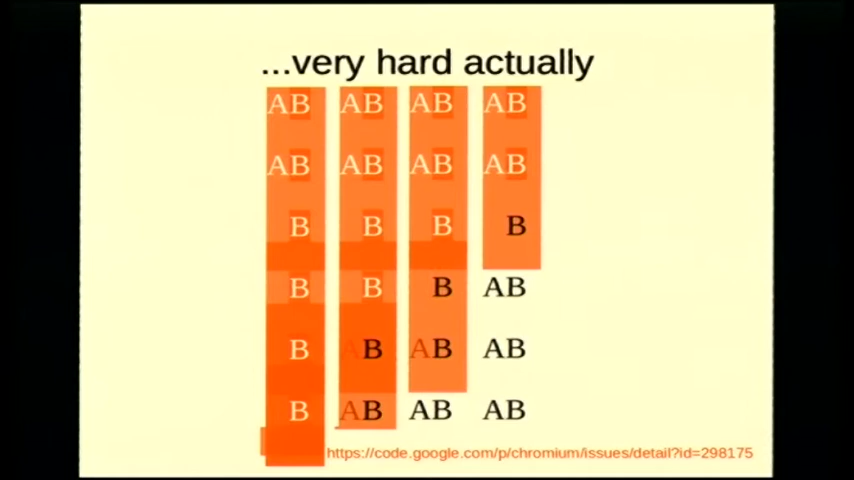 ...very hard actually
AB AB AB AB
AB AB AB AB
B B B B
B B B AB
B AB AB AB
B AB AB AB
https://code.google.com/p/chromium/issues/detail?id=298175